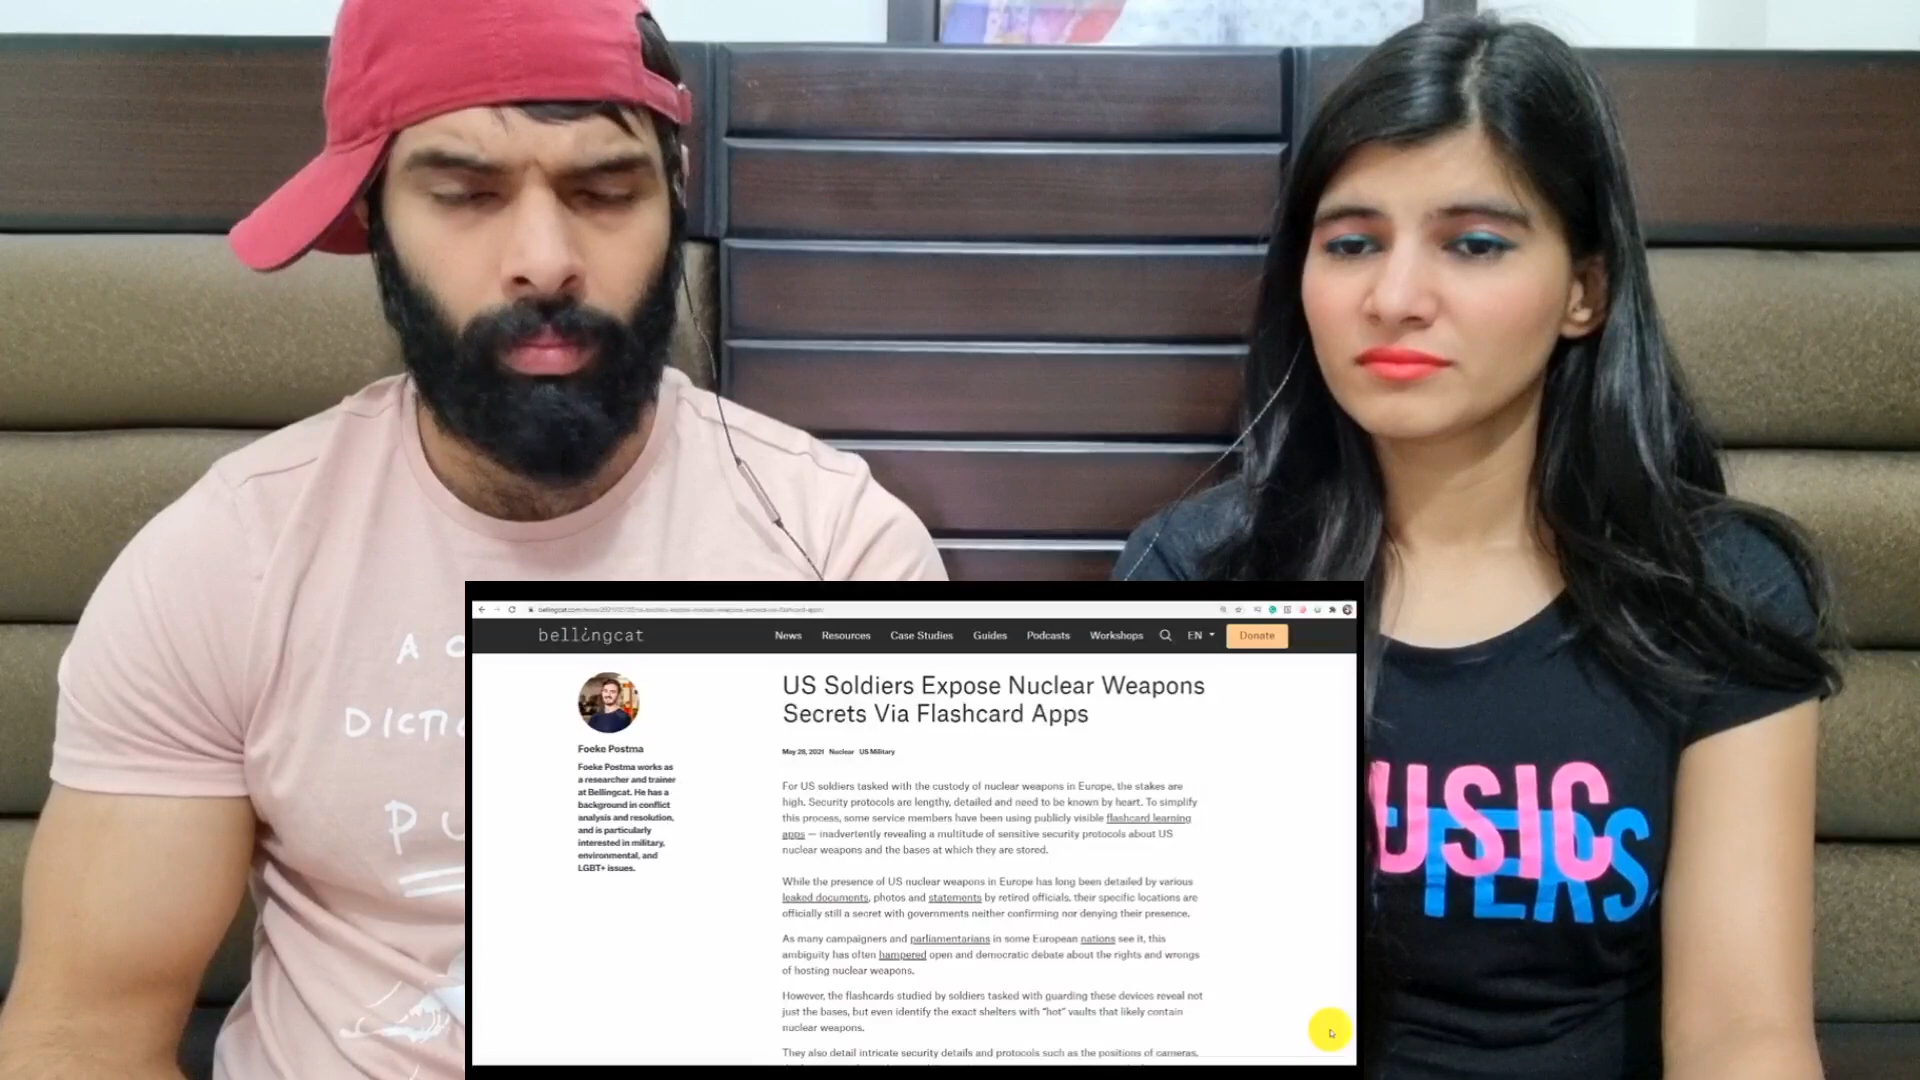 A
DICTI
PU
USIC
TERS
bellingcat
News Resources Case Studies Guides Podcasts Workshops EN Donate
US Soldiers Expose Nuclear Weapons
Secrets Via Flashcard Apps
May 28, 2021 Nuclear US Military
Foeke Postma
Foeke Postma works as
a researcher and trainer
at Bellingcat. He has a
background in conflict
analysis and resolution,
and is particularly
interested in military,
environmental, and
LGBT+ issues.
For US soldiers tasked with the custody of nuclear weapons in Europe, the stakes are
high. Security protocols are lengthy, detailed and need to be known by heart. To simplify
this process, some service members have been using publicly visible flashcard learning
apps — inadvertently revealing a multitude of sensitive security protocols about US
nuclear weapons and the bases at which they are stored.
While the presence of US nuclear weapons in Europe has long been detailed by various
leaked documents, photos and statements by retired officials, their specific locations are
officially still a secret with governments neither confirming nor denying their presence.
As many campaigners and parliamentarians in some European nations see it, this
ambiguity has often hampered open and democratic debate about the rights and wrongs
of hosting nuclear weapons.
However, the flashcards studied by soldiers tasked with guarding these devices reveal not
just the bases, but even identify the exact shelters with "hot" vaults that likely contain
nuclear weapons.
They also detail intricate security details and protocols such as the positions of cameras,